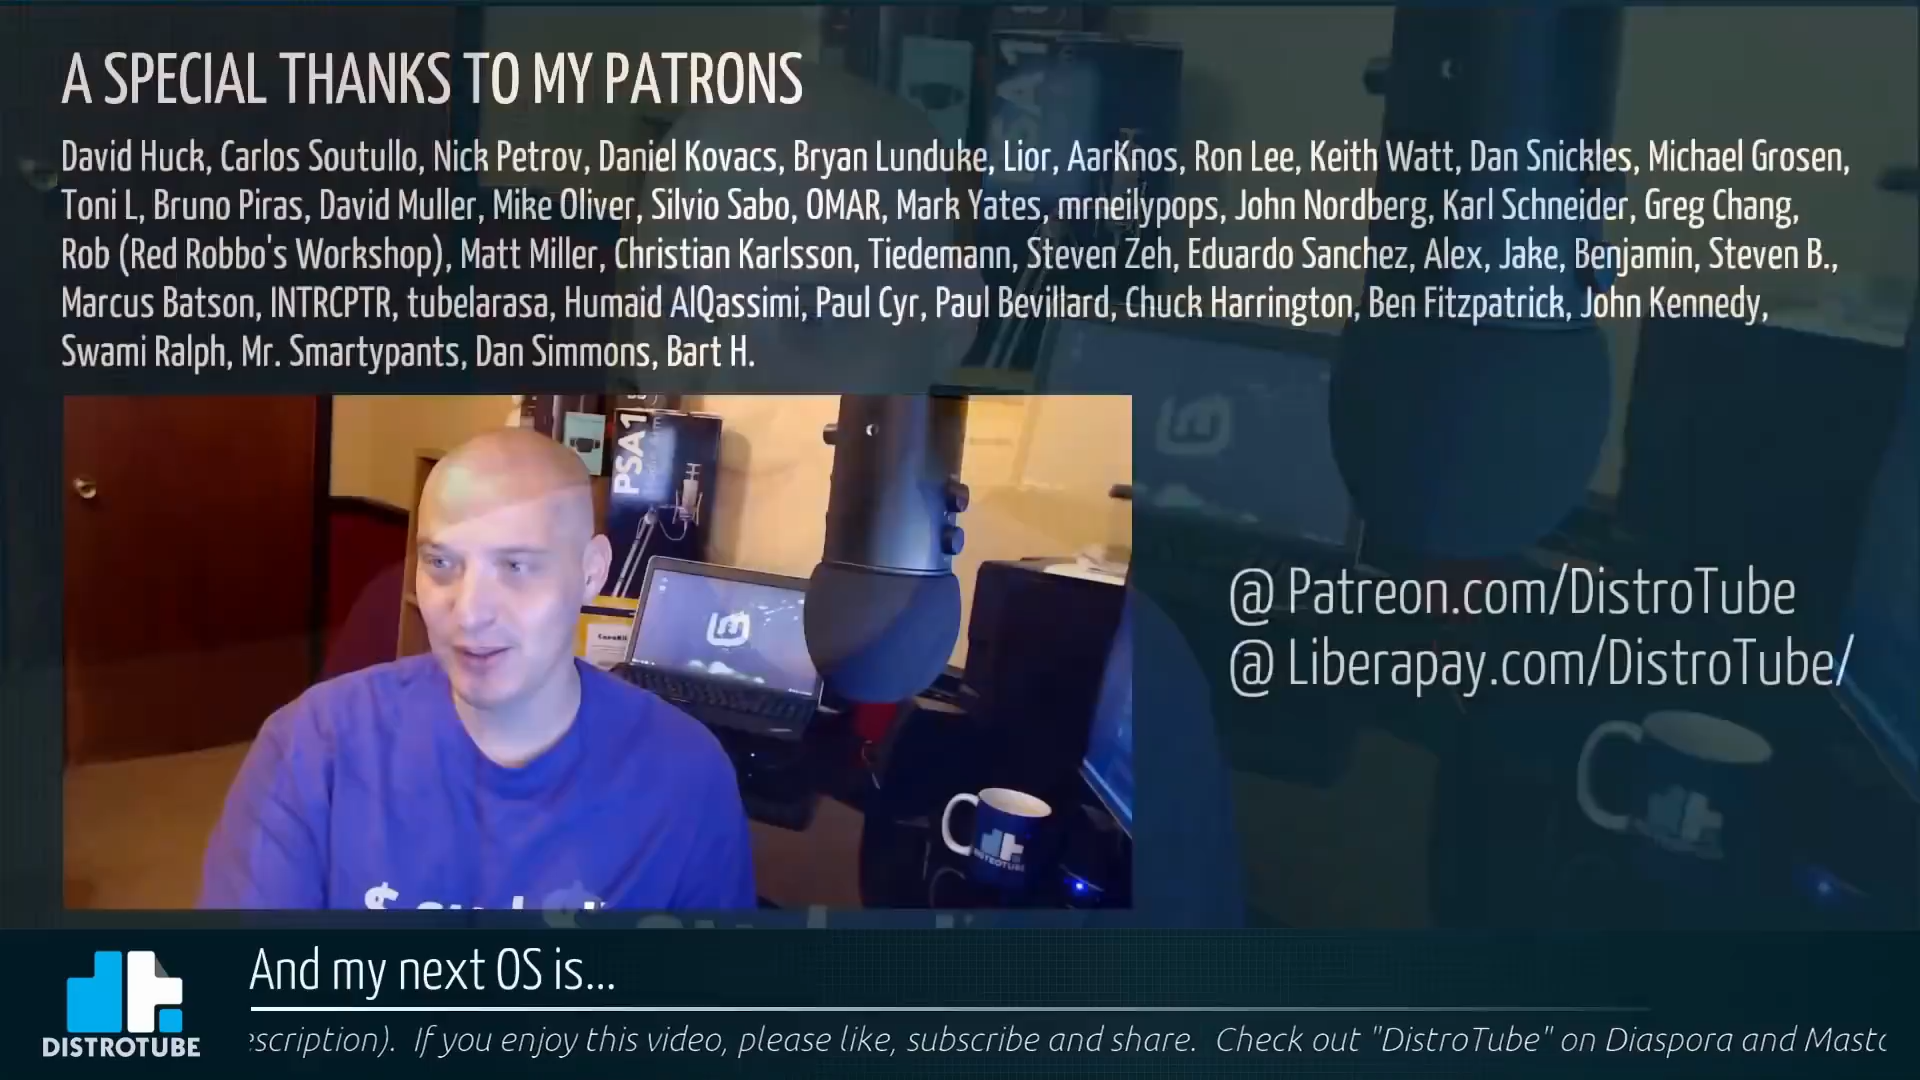 A SPECIAL THANKS TO MY PATRONS
David Huck, Carlos Soutullo, Nick Petrov, Daniel Kovacs, Bryan Lunduke, Lior, AarKnos, Ron Lee, Keith Watt, Dan Snickles, Michael Grosen,
Toni L, Bruno Piras, David Muller, Mike Oliver, Silvio Sabo, OMAR, Mark Yates, mrneilypops, John Nordberg, Karl Schneider, Greg Chang,
Rob (Red Robbo's Workshop), Matt Miller, Christian Karlsson, Tiedemann, Steven Zeh, Eduardo Sanchez, Alex, Jake, Benjamin, Steven B.,
Marcus Batson, INTRCPTR, tubelarasa, Humaid AlQassimi, Paul Cyr, Paul Bevillard, Chuck Harrington, Ben Fitzpatrick, John Kennedy,
Swami Ralph, Mr. Smartypants, Dan Simmons, Bart H.
PSA1
@ Patreon.com/DistroTube
@ Liberapay.com/DistroTube/
DISTROTUBE
$
And my next OS is...
escription). If you enjoy this video, please like, subscribe and share. Check out "DistroTube" on Diaspora and Masto
DISTROTUBE